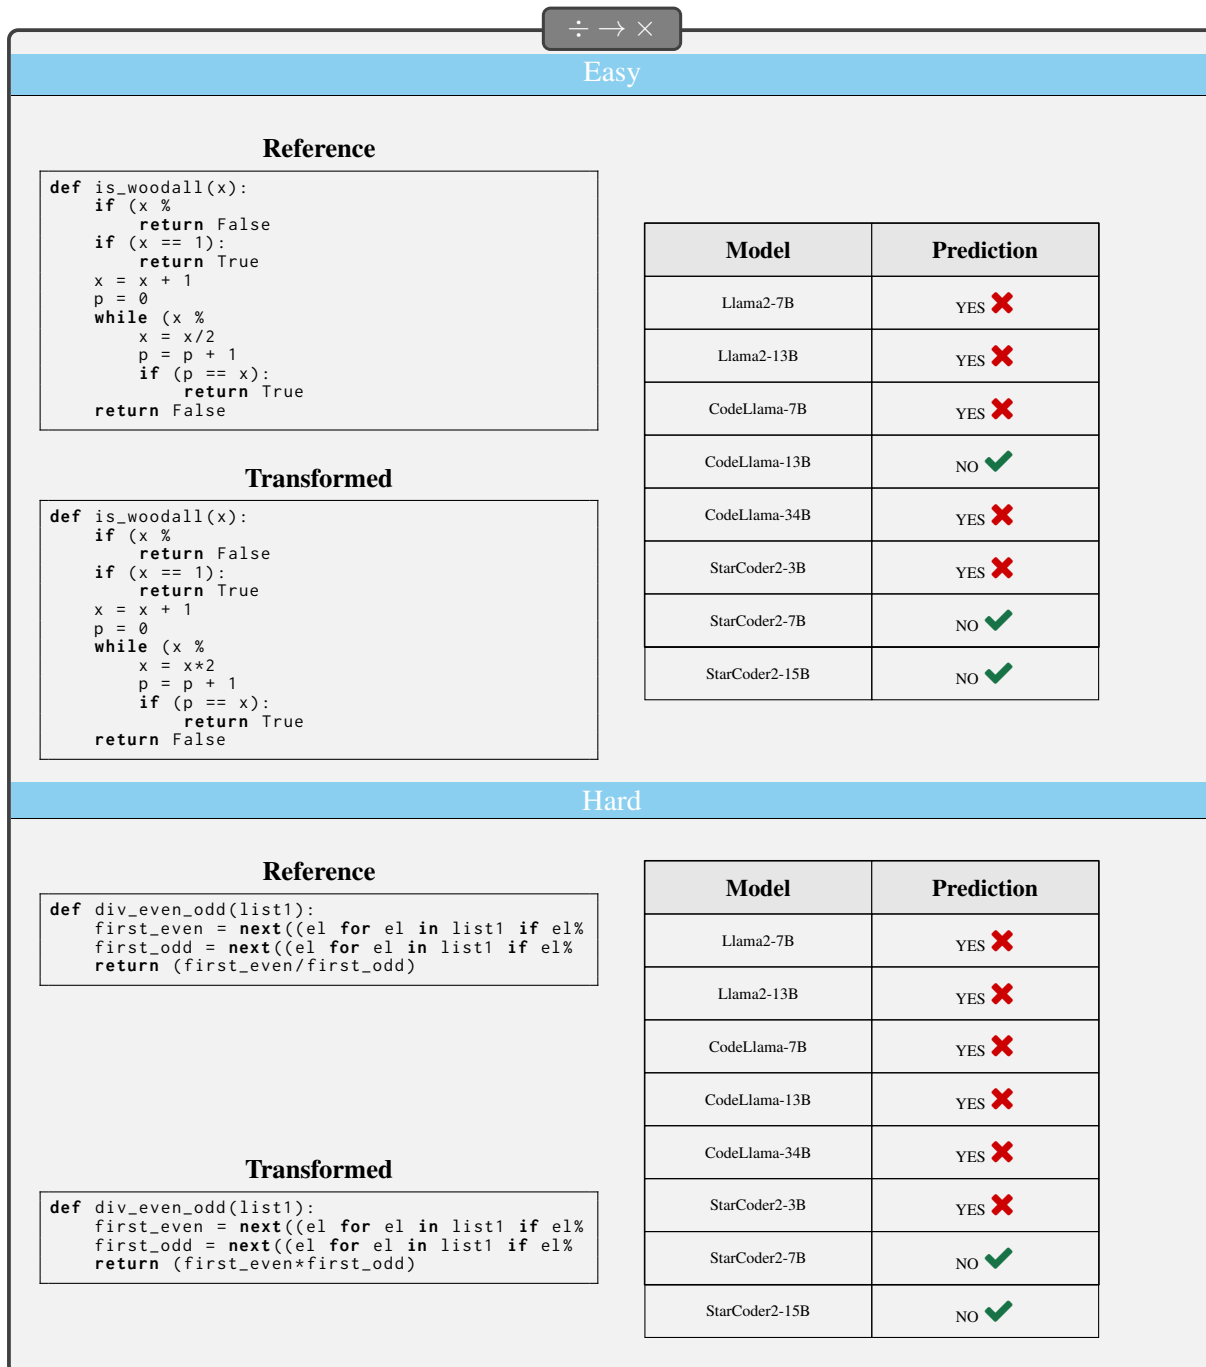 ÷ → ×
Easy
Reference
def is_woodall(x):
    if (x %
        return False
    if (x == 1):
        return True
    x = x + 1
    p = 0
    while (x %
        x = x/2
        p = p + 1
        if (p == x):
            return True
    return False
Transformed
def is_woodall(x):
    if (x %
        return False
    if (x == 1):
        return True
    x = x + 1
    p = 0
    while (x %
        x = x*2
        p = p + 1
        if (p == x):
            return True
    return False
Model Prediction
Llama2-7B YES ✖
Llama2-13B YES ✖
CodeLlama-7B YES ✖
CodeLlama-13B NO ✔
CodeLlama-34B YES ✖
StarCoder2-3B YES ✖
StarCoder2-7B NO ✔
StarCoder2-15B NO ✔
Hard
Reference
def div_even_odd(list1):
    first_even = next((el for el in list1 if el%
    first_odd = next((el for el in list1 if el%
    return (first_even/first_odd)
Transformed
def div_even_odd(list1):
    first_even = next((el for el in list1 if el%
    first_odd = next((el for el in list1 if el%
    return (first_even*first_odd)
Model Prediction
Llama2-7B YES ✖
Llama2-13B YES ✖
CodeLlama-7B YES ✖
CodeLlama-13B YES ✖
CodeLlama-34B YES ✖
StarCoder2-3B YES ✖
StarCoder2-7B NO ✔
StarCoder2-15B NO ✔